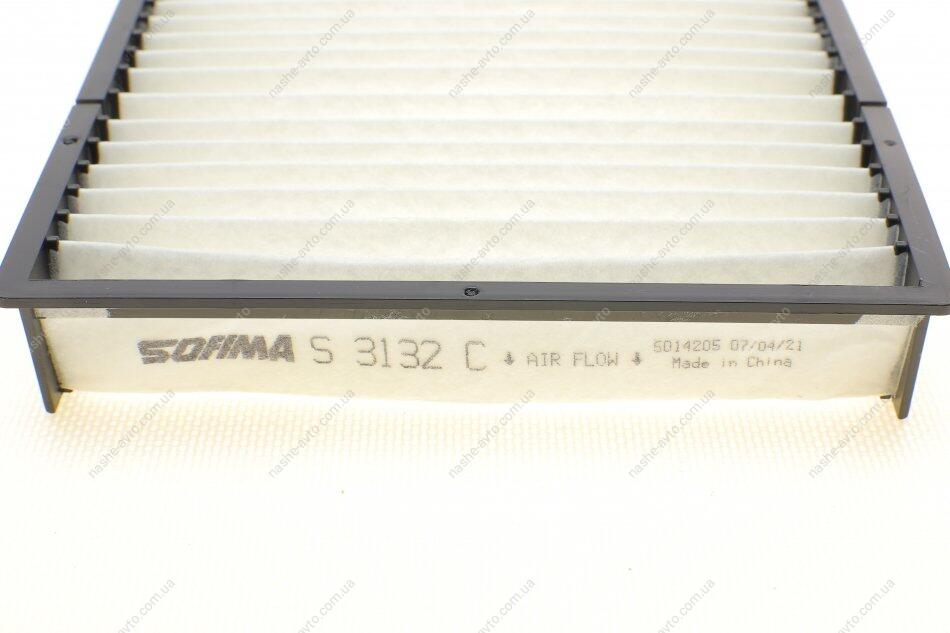 SOFIMA S 3132 C ↓ AIR FLOW ↓ 5014205 07/04/21
Made in China
nashe-avto.com.ua